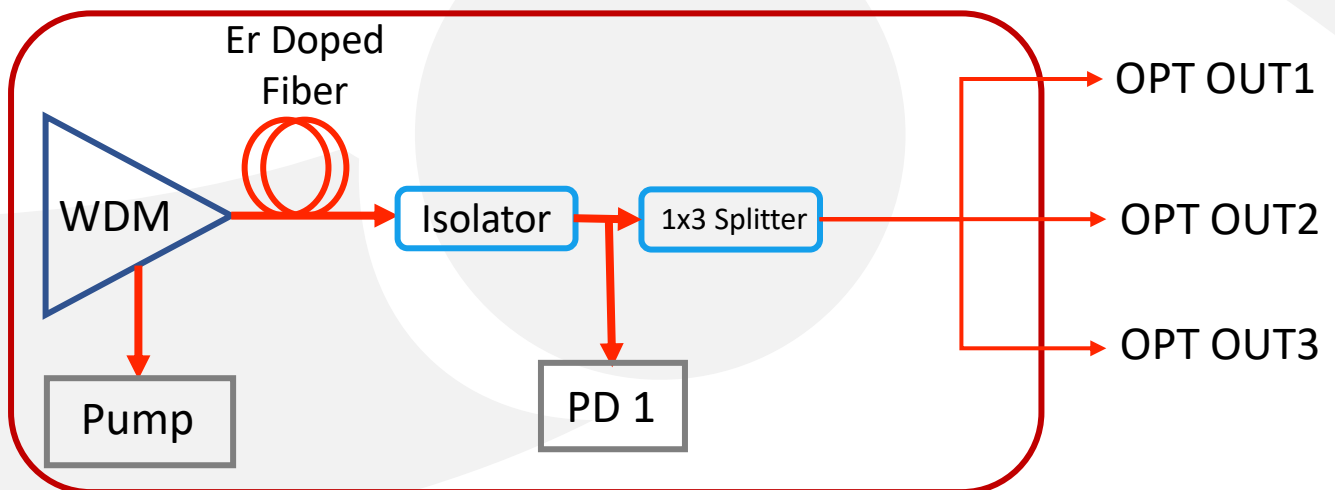 Er Doped
Fiber
OPT OUT1
WDM
Isolator
1x3 Splitter
OPT OUT2
OPT OUT3
Pump
PD 1